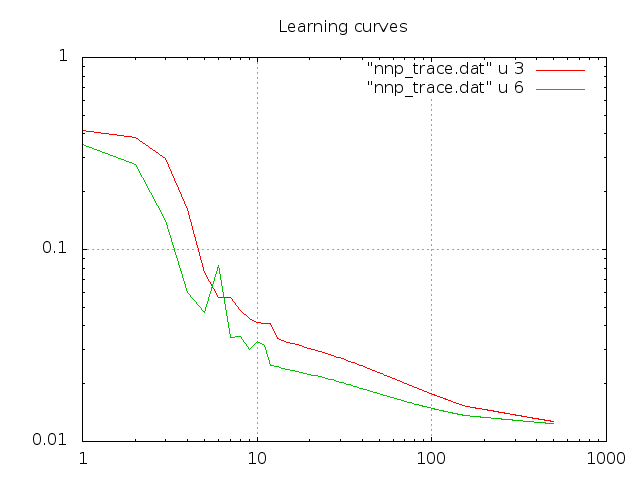 Learning curves
1
"nnp_trace.dat" u 3
"nnp_trace.dat" u 6
0.1
0.01
1 10 100 1000